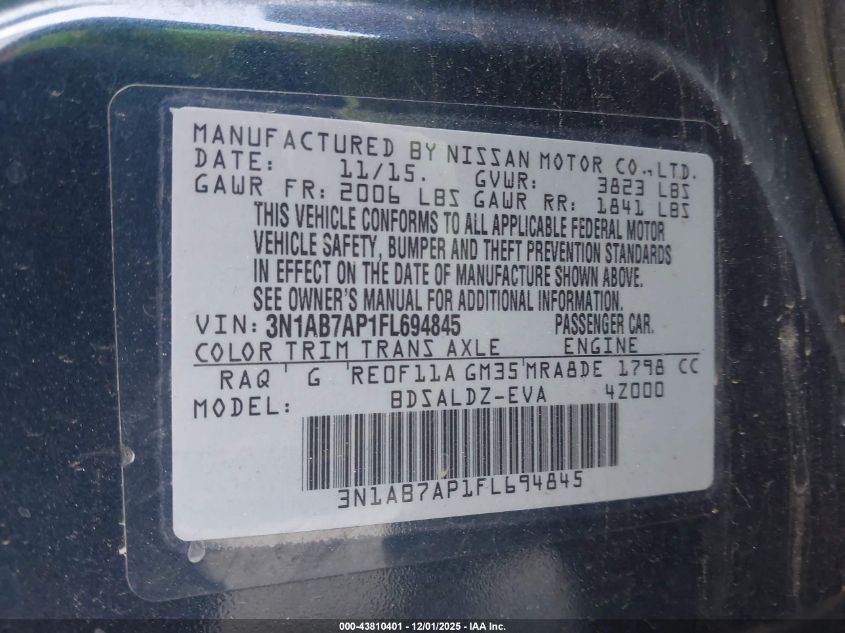 MANUFACTURED BY NISSAN MOTOR CO.,LTD.
DATE: 11/15. GVWR: 3823 LBS
GAWR FR: 2006 LBS GAWR RR: 1841 LBS
THIS VEHICLE CONFORMS TO ALL APPLICABLE FEDERAL MOTOR
VEHICLE SAFETY, BUMPER AND THEFT PREVENTION STANDARDS
IN EFFECT ON THE DATE OF MANUFACTURE SHOWN ABOVE.
SEE OWNER'S MANUAL FOR ADDITIONAL INFORMATION.
VIN: 3N1AB7AP1FL694845 PASSENGER CAR.
COLOR TRIM TRANS AXLE ENGINE
RAQ G RE0F11A GM35 MRA8DE 1798 CC
MODEL: BDSALDZ-EVA 4Z000
3N1AB7AP1FL694845
000-43810401 - 12/01/2025 - IAA Inc.